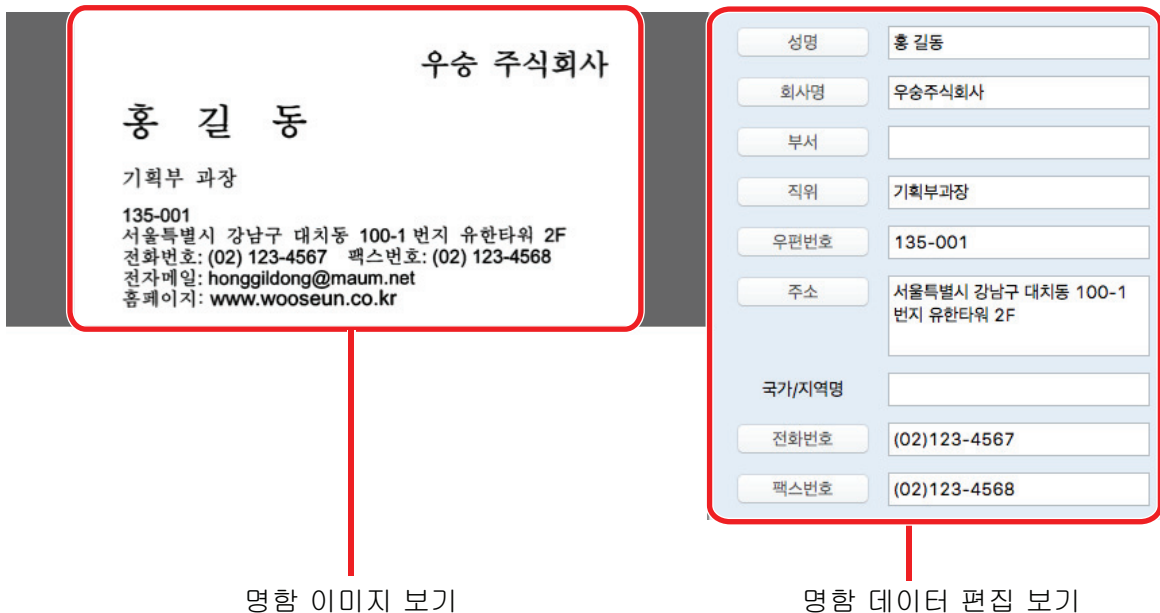 우승 주식회사
홍 길 동
기획부 과장
135-001
서울특별시 강남구 대치동 100-1 번지 유한타워 2F
전화번호: (02) 123-4567 팩스번호: (02) 123-4568
전자메일: honggildong@maum.net
홈페이지: www.wooseun.co.kr
명함 이미지 보기
성명 홍 길동
회사명 우승주식회사
부서
직위 기획부과장
우편번호 135-001
주소 서울특별시 강남구 대치동 100-1
번지 유한타워 2F
국가/지역명
전화번호 (02)123-4567
팩스번호 (02)123-4568
명함 데이터 편집 보기